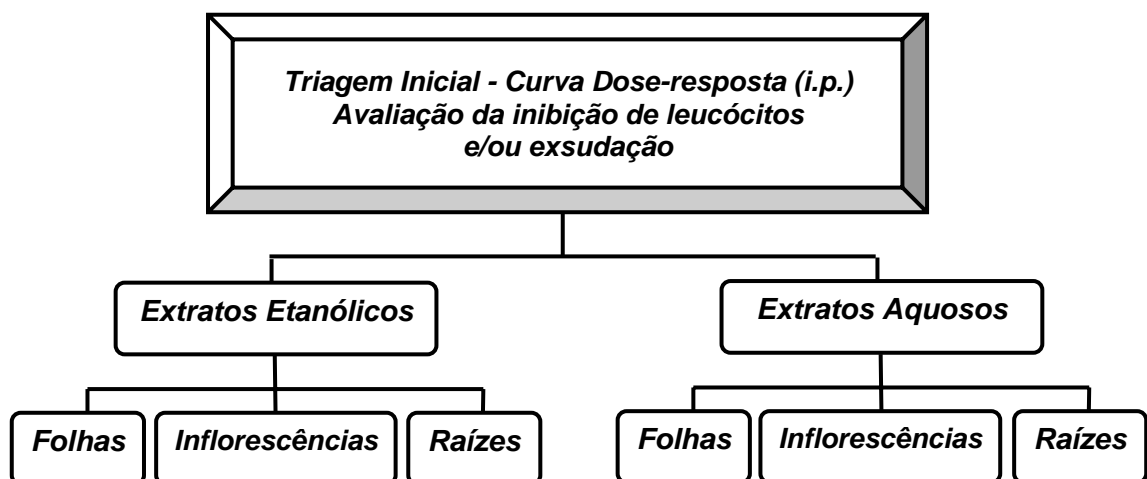 Triagem Inicial - Curva Dose-resposta (i.p.)
Avaliação da inibição de leucócitos
e/ou exsudação
Extratos Etanólicos
Extratos Aquosos
Folhas
Inflorescências
Raízes
Folhas
Inflorescências
Raízes